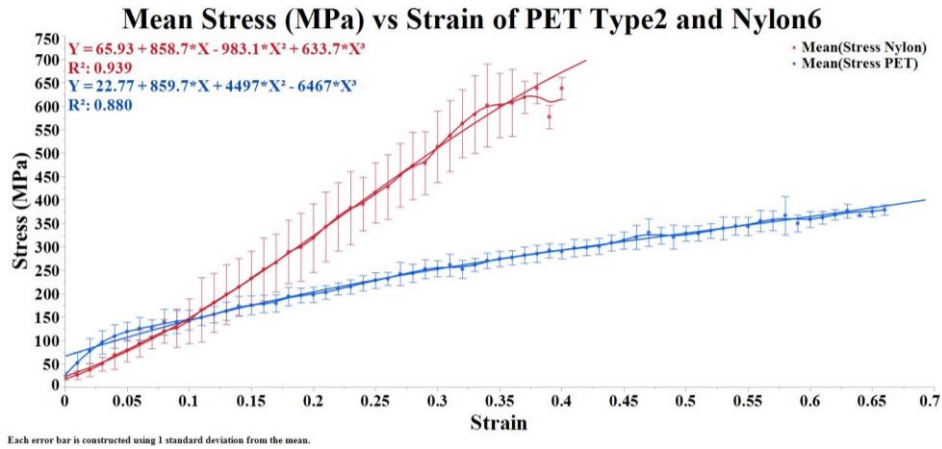 Mean Stress (MPa) vs Strain of PET Type2 and Nylon6
Y = 65.93 + 858.7*X - 983.1*X² + 633.7*X³
R²: 0.939
Y = 22.77 + 859.7*X + 4497*X² - 6467*X³
R²: 0.880
Mean(Stress Nylon)
Mean(Stress PET)
Stress (MPa)
750
700
650
600
550
500
450
400
350
300
250
200
150
100
50
0
0 0.05 0.1 0.15 0.2 0.25 0.3 0.35 0.4 0.45 0.5 0.55 0.6 0.65 0.7
Strain
Each error bar is constructed using 1 standard deviation from the mean.